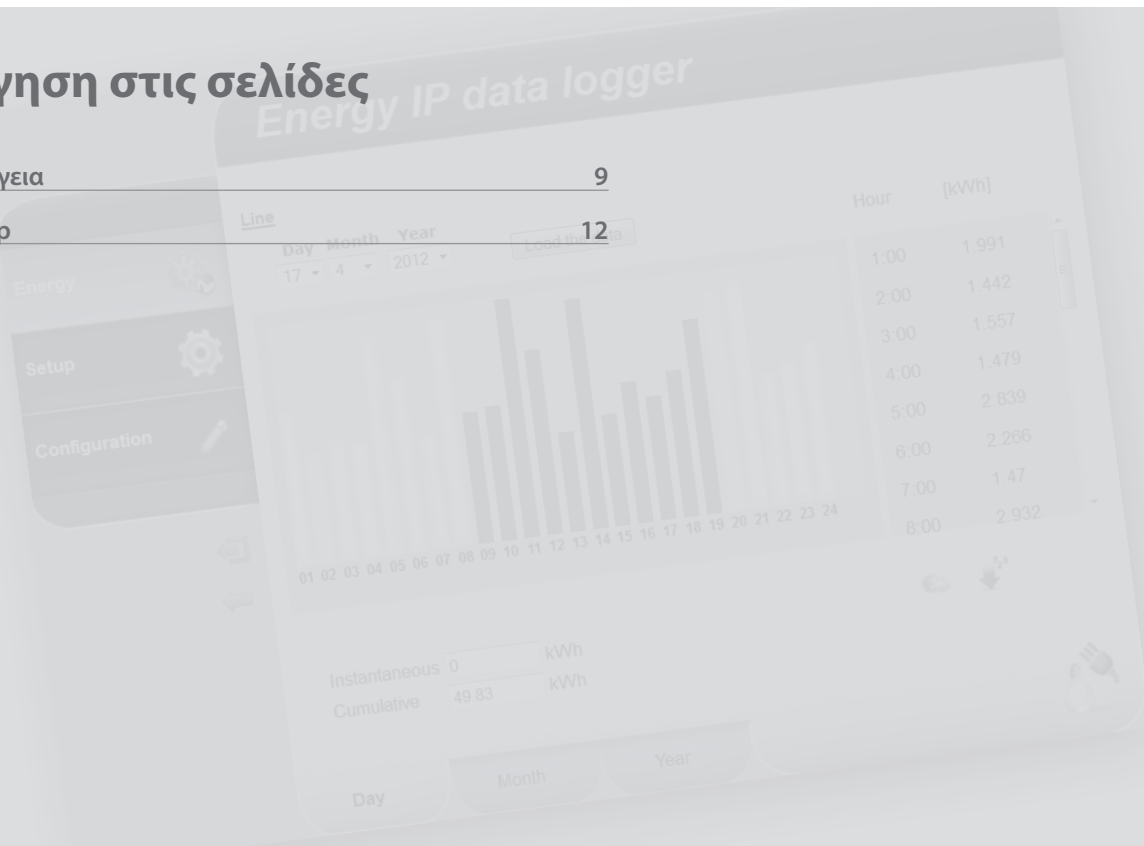 γηση στις σελίδες
γεια 9
ρ 12
Energy IP data logger
Line
Day Month Year
17 4 2012
Load the data
Hour [kWh]
1:00 1.991
2:00 1.442
3:00 1.557
4:00 1.479
5:00 2.839
6:00 2.266
7:00 1.47
8:00 2.932
Energy
Setup
Configuration
01 02 03 04 05 06 07 08 09 10 11 12 13 14 15 16 17 18 19 20 21 22 23 24
Instantaneous 0 kWh
Cumulative 49.83 kWh
Day Month Year